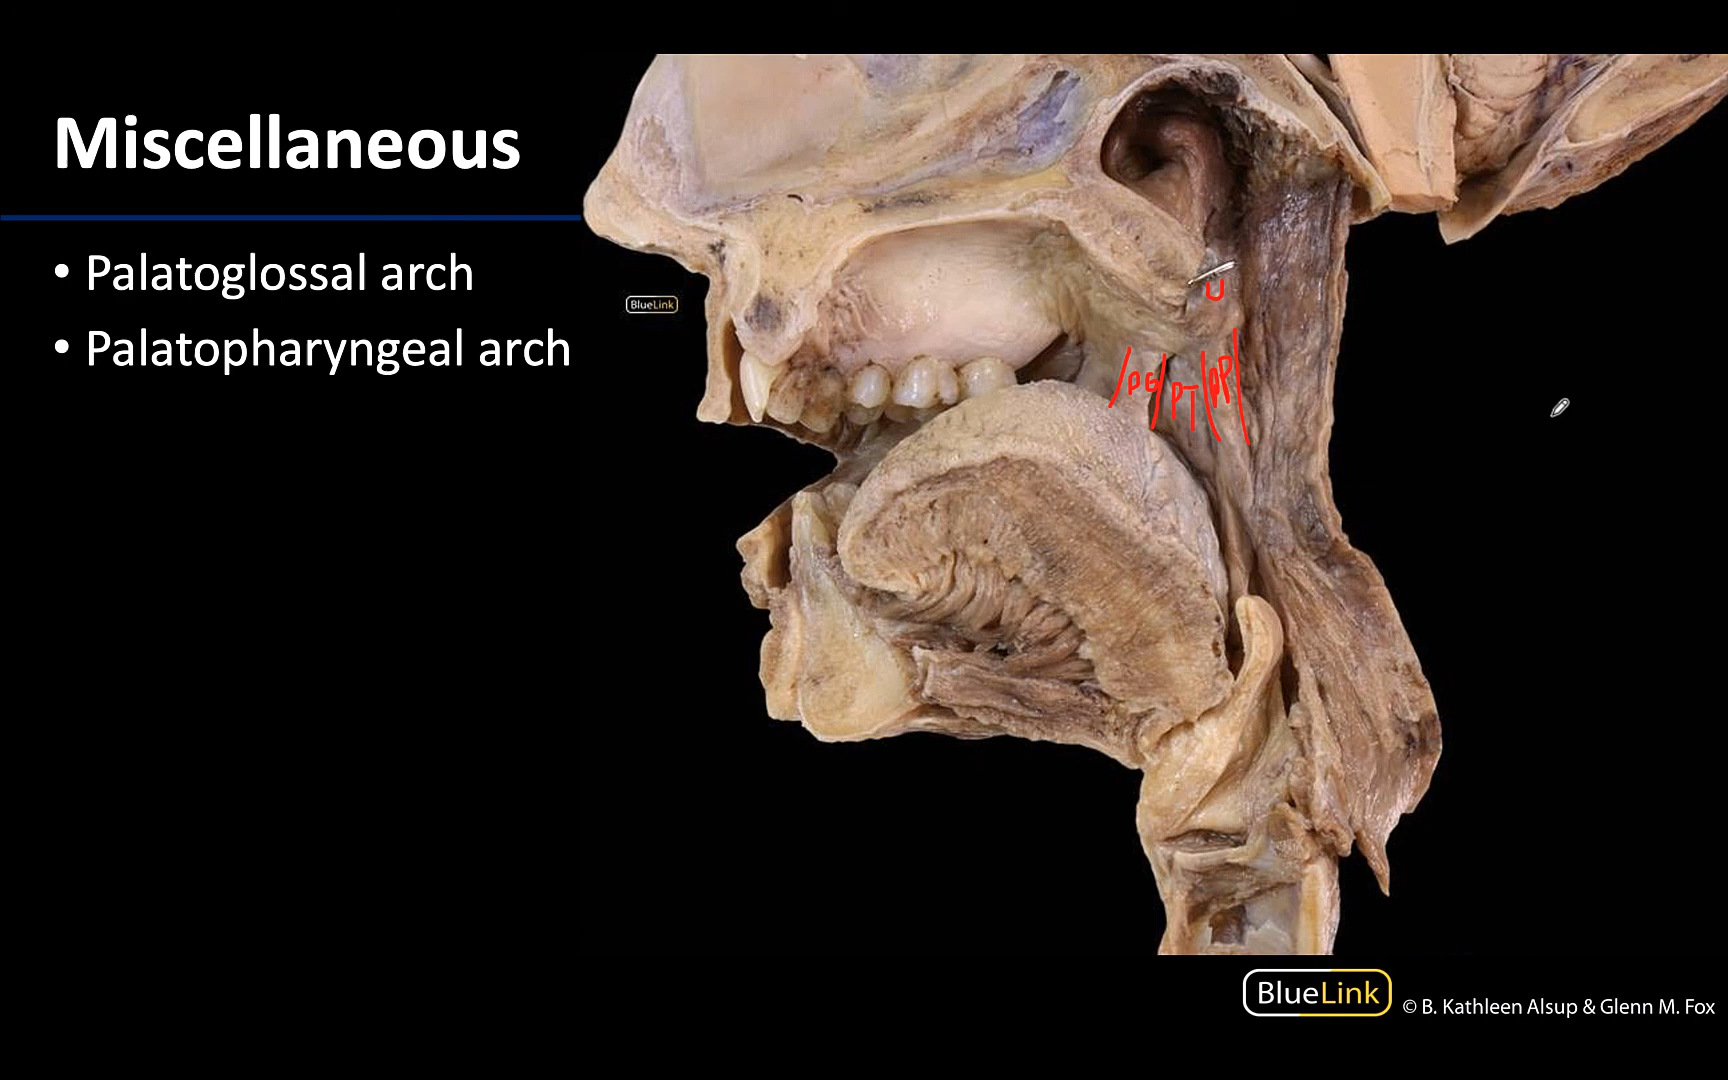 Miscellaneous
• Palatoglossal arch
• Palatopharyngeal arch
BlueLink
U
PG
PT
PP
BlueLink
© B. Kathleen Alsup & Glenn M. Fox